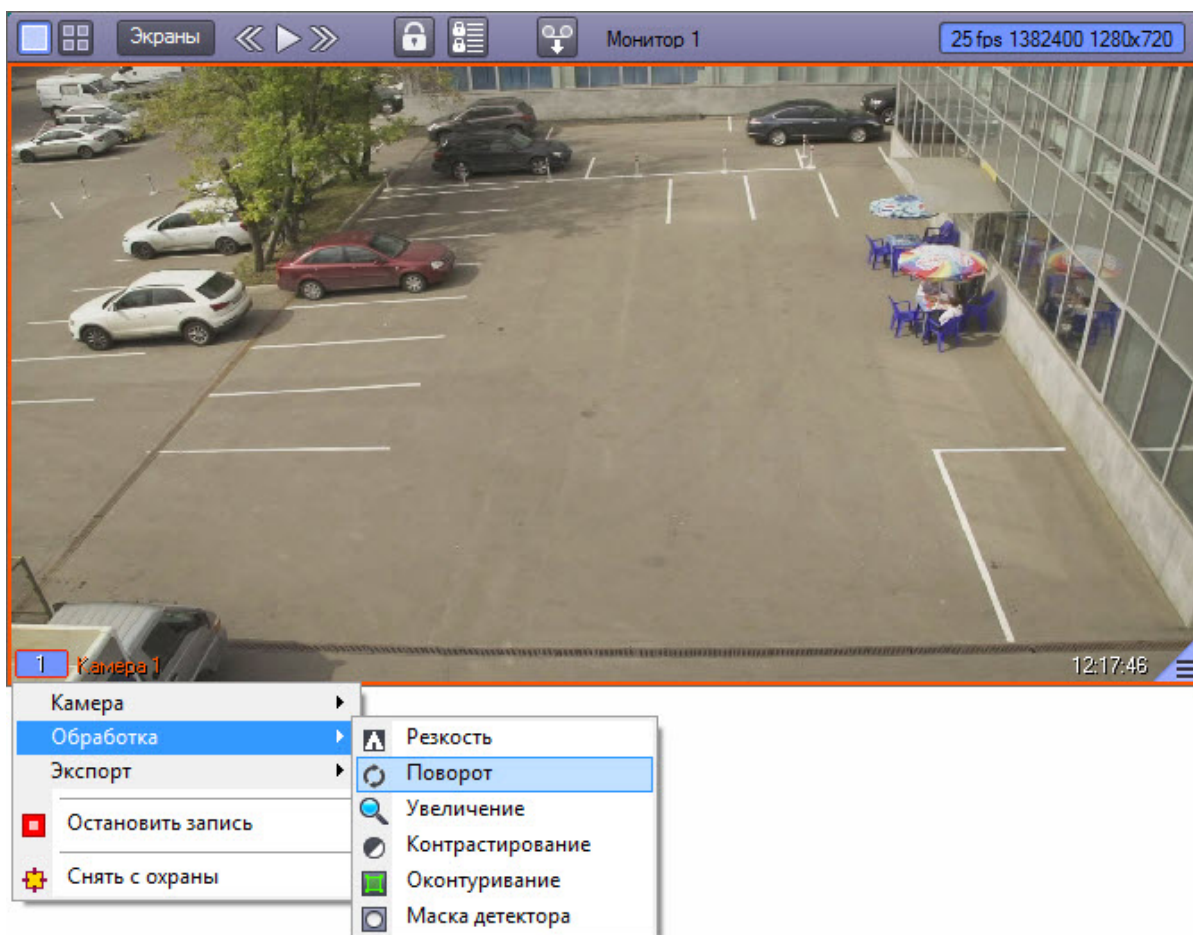 Экраны
Монитор 1
25 fps 1382400 1280x720
1 Камера 1
12:17:46
Камера
Обработка
Экспорт
Остановить запись
Снять с охраны
Резкость
Поворот
Увеличение
Контрастирование
Оконтуривание
Маска детектора